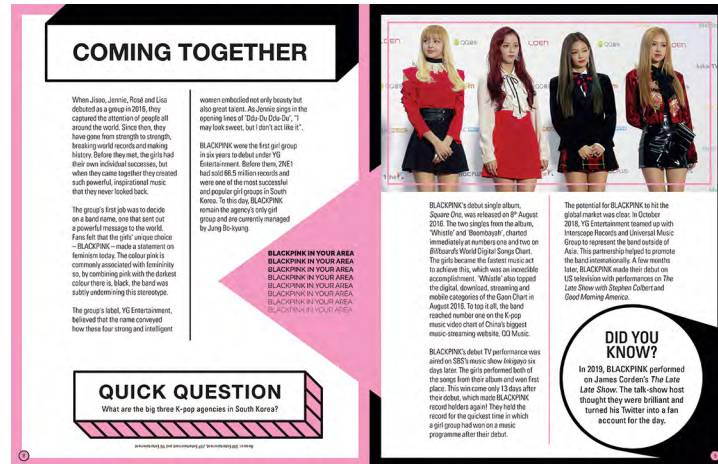 COMING TOGETHER
When Jisoo, Jennie, Rosé and Lisa
debuted as a group in 2016, they
captured the attention of people all
around the world. Since then, they
have gone from strength to strength,
breaking world records and making
history. Before they met, the girls had
their own individual successes, but
when they came together they created
such powerful, inspirational music
that they never looked back.
The group's first job was to decide
on a band name, one that sent out
a powerful message to the world.
Fans felt that the girls' unique choice
– BLACKPINK – made a statement on
feminism today. The colour pink is
commonly associated with femininity
so, by combining pink with the darkest
colour there is, black, the band was
subtly undermining this stereotype.
The group's label, YG Entertainment,
believed that the name conveyed
how these four strong and intelligent
women embodied not only beauty but
also great talent. As Jennie sings in the
opening lines of 'Ddu-Du Ddu-Du', "I
may look sweet, but I don't act like it".
BLACKPINK were the first girl group
in six years to debut under YG
Entertainment. Before them, 2NE1
had sold 66.5 million records and
were one of the most successful
and popular girl groups in South
Korea. To this day, BLACKPINK
remain the agency's only girl
group and are currently managed
by Jung Bo-kyung.
BLACKPINK IN YOUR AREA
BLACKPINK IN YOUR AREA
BLACKPINK IN YOUR AREA
BLACKPINK IN YOUR AREA
BLACKPINK IN YOUR AREA
BLACKPINK IN YOUR AREA
BLACKPINK IN YOUR AREA
BLACKPINK IN YOUR AREA
QUICK QUESTION
What are the big three K-pop agencies in South Korea?
Answer: SM Entertainment, JYP Entertainment and YG Entertainment
BLACKPINK's debut single album,
Square One, was released on 8th August
2016. The two singles from the album,
'Whistle' and 'Boombayah', charted
immediately at numbers one and two on
Billboard's World Digital Songs Chart.
The girls became the fastest music act
to achieve this, which was an incredible
accomplishment. 'Whistle' also topped
the digital, download, streaming and
mobile categories of the Gaon Chart in
August 2016. To top it all, the band
reached number one on the K-pop
music video chart of China's biggest
music-streaming website, QQ Music.
BLACKPINK's debut TV performance was
aired on SBS's music show Inkigayo six
days later. The girls performed both of
the songs from their album and won first
place. This win came only 13 days after
their debut, which made BLACKPINK
record holders again! They held the
record for the quickest time in which
a girl group had won on a music
programme after their debut.
The potential for BLACKPINK to hit the
global market was clear. In October
2018, YG Entertainment teamed up with
Interscope Records and Universal Music
Group to represent the band outside of
Asia. This partnership helped to promote
the band internationally. A few months
later, BLACKPINK made their debut on
US television with performances on The
Late Show with Stephen Colbert and
Good Morning America.
DID YOU
KNOW?
In 2019, BLACKPINK performed
on James Corden's The Late
Late Show. The talk-show host
thought they were brilliant and
turned his Twitter into a fan
account for the day.